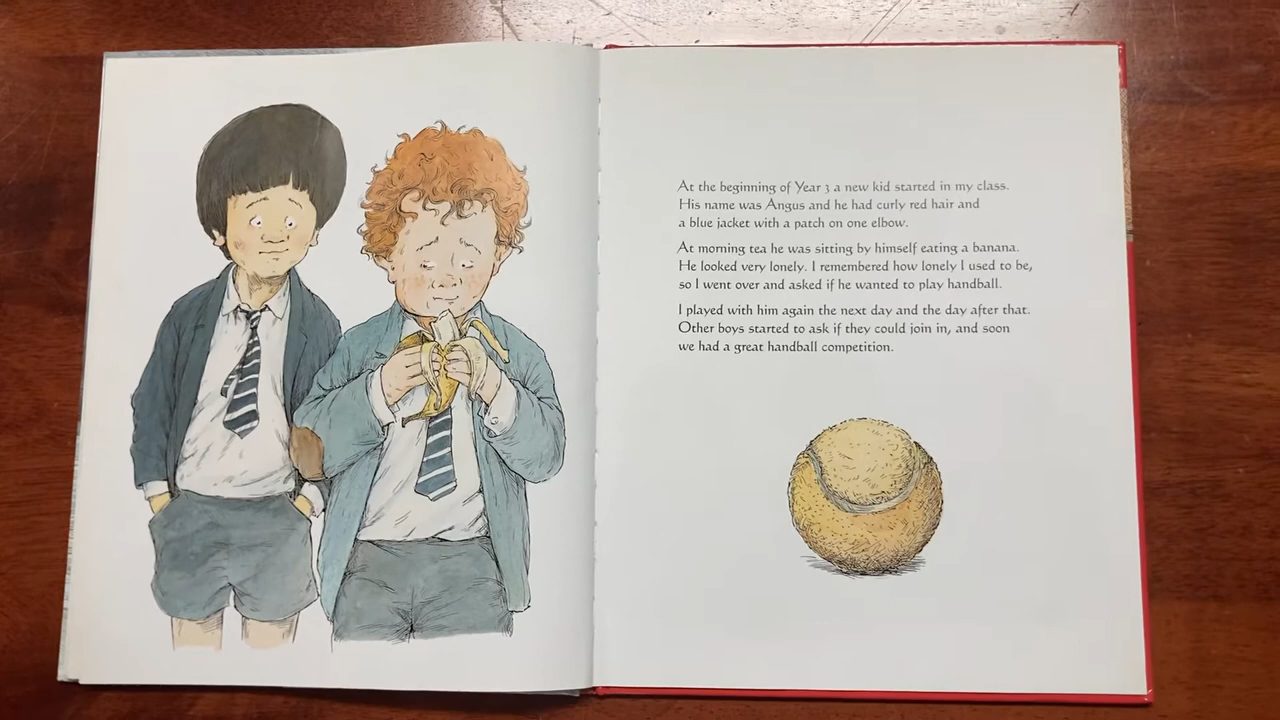 At the beginning of Year 3 a new kid started in my class.
His name was Angus and he had curly red hair and
a blue jacket with a patch on one elbow.
At morning tea he was sitting by himself eating a banana.
He looked very lonely. I remembered how lonely I used to be,
so I went over and asked if he wanted to play handball.
I played with him again the next day and the day after that.
Other boys started to ask if they could join in, and soon
we had a great handball competition.